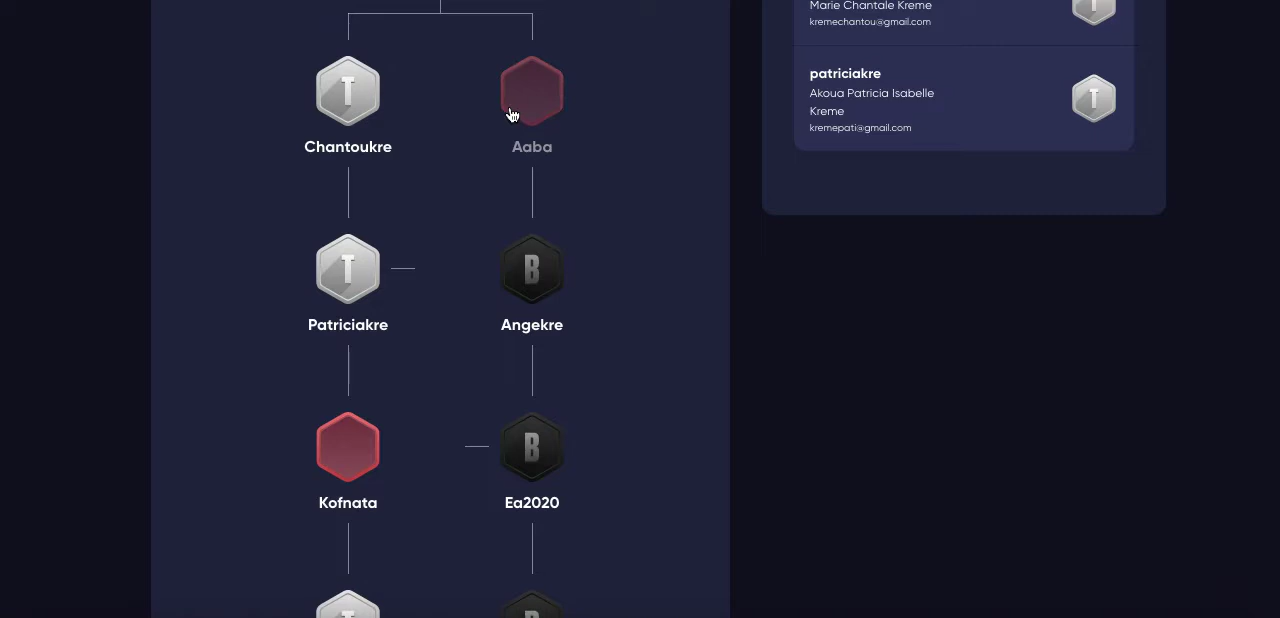 T
Chantoukre
Aaba
T
Patriciakre
B
Angekre
Kofnata
B
Ea2020
T
B
Marie Chantale Kreme
kremechantou@gmail.com
patriciakre
Akoua Patricia Isabelle
Kreme
kremepati@gmail.com
T
T